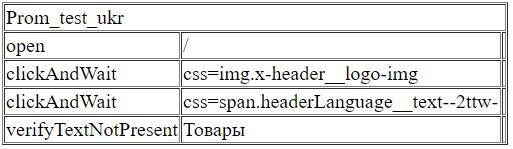 Prom_test_ukr
open /
clickAndWait css=img.x-header__logo-img
clickAndWait css=span.headerLanguage__text--2ttw-
verifyTextNotPresent Товары